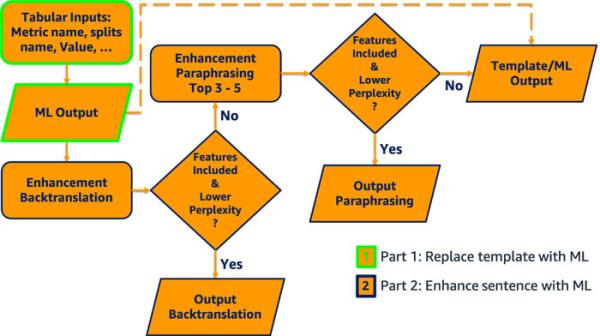 Tabular Inputs:
Metric name, splits
name, Value, ...
ML Output
Enhancement
Backtranslation
Enhancement
Paraphrasing
Top 3 - 5
No
Features
Included
&
Lower
Perplexity
?
Yes
Output
Backtranslation
Features
Included
&
Lower
Perplexity
?
No
Template/ML
Output
Yes
Output
Paraphrasing
1 Part 1: Replace template with ML
2 Part 2: Enhance sentence with ML